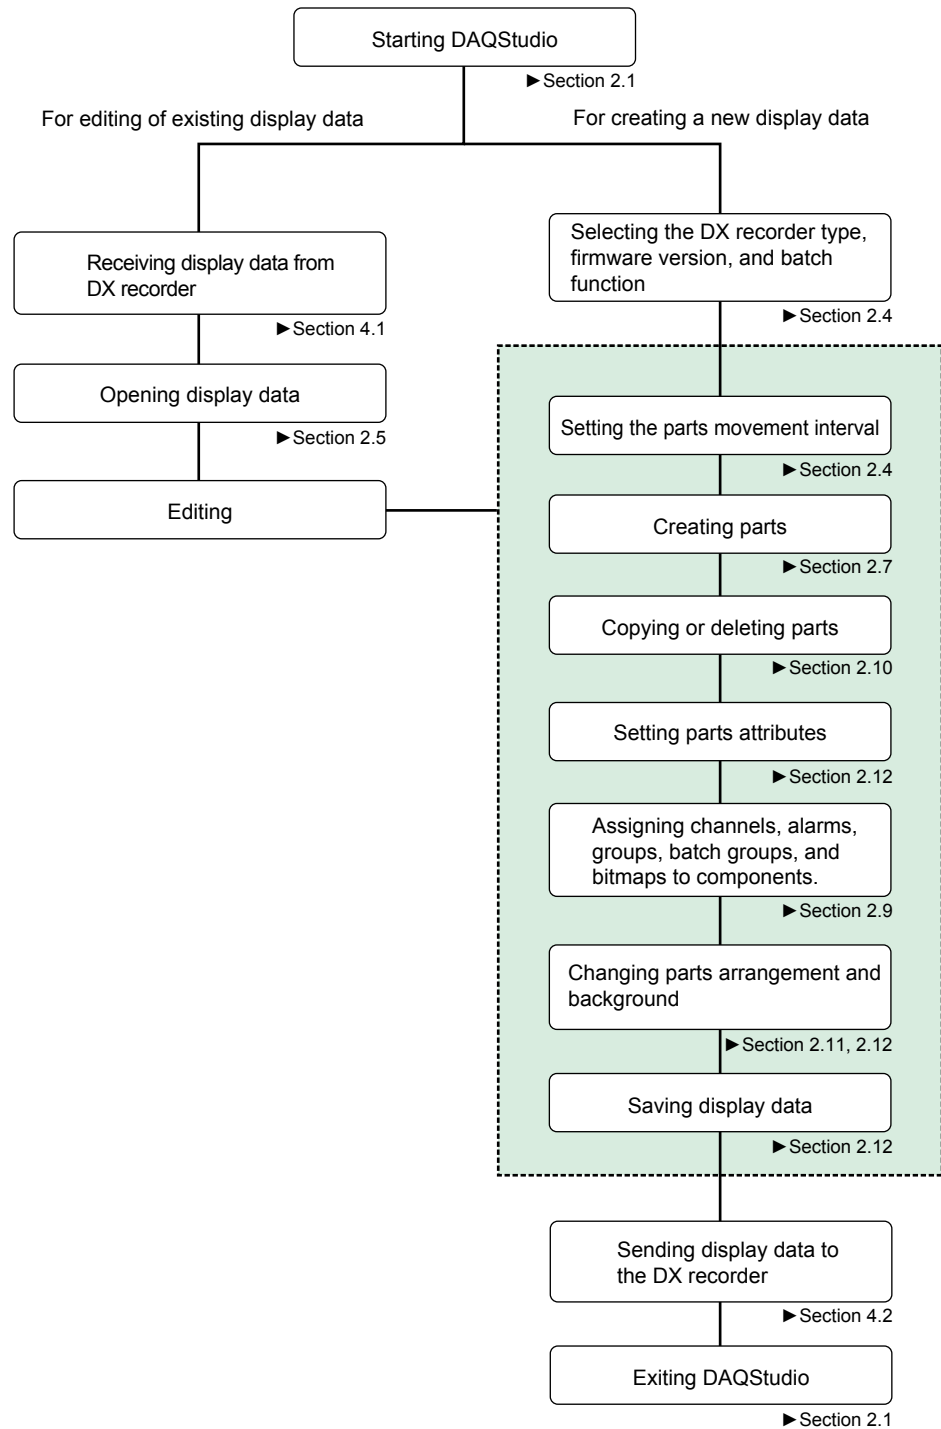 Starting DAQStudio
►Section 2.1
For editing of existing display data
For creating a new display data
Receiving display data from
DX recorder
►Section 4.1
Opening display data
►Section 2.5
Editing
Selecting the DX recorder type,
firmware version, and batch
function
►Section 2.4
Setting the parts movement interval
►Section 2.4
Creating parts
►Section 2.7
Copying or deleting parts
►Section 2.10
Setting parts attributes
►Section 2.12
Assigning channels, alarms,
groups, batch groups, and
bitmaps to components.
►Section 2.9
Changing parts arrangement and
background
►Section 2.11, 2.12
Saving display data
►Section 2.12
Sending display data to
the DX recorder
►Section 4.2
Exiting DAQStudio
►Section 2.1